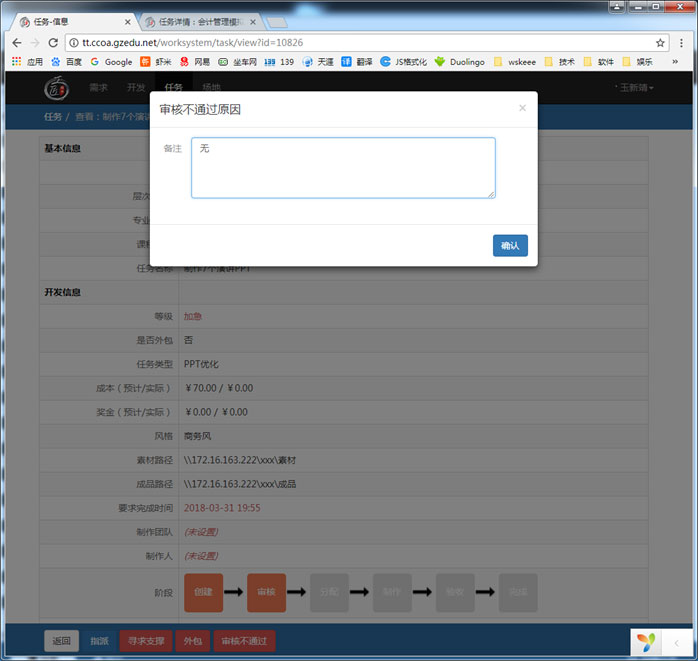 任务-信息
任务详情：会计管理模拟
tt.ccoa.gzedu.net/worksystem/task/view?id=10826
应用 百度 Google 虾米 网易 坐车网 139 139 天涯 译 翻译 JS格式化 Duolingo wskeee 技术 软件 娱乐 »
需求 开发 任务 场地 王新靖
任务 / 查看：制作7个演讲
审核不通过原因 ×
备注 无
确认
基本信息
层次
专业
课程
任务名称 制作7个演讲PPT
开发信息
等级 加急
是否外包 否
任务类型 PPT优化
成本（预计/实际） ￥70.00 / ￥0.00
奖金（预计/实际） ￥0.00 / ￥0.00
风格 商务风
素材路径 \\172.16.163.222\xxx\素材
成品路径 \\172.16.163.222\xxx\成品
要求完成时间 2018-03-31 19:55
制作团队 (未设置)
制作人 (未设置)
阶段 创建 审核 分配 制作 验收 完成
返回 指派 寻求支撑 外包 审核不通过